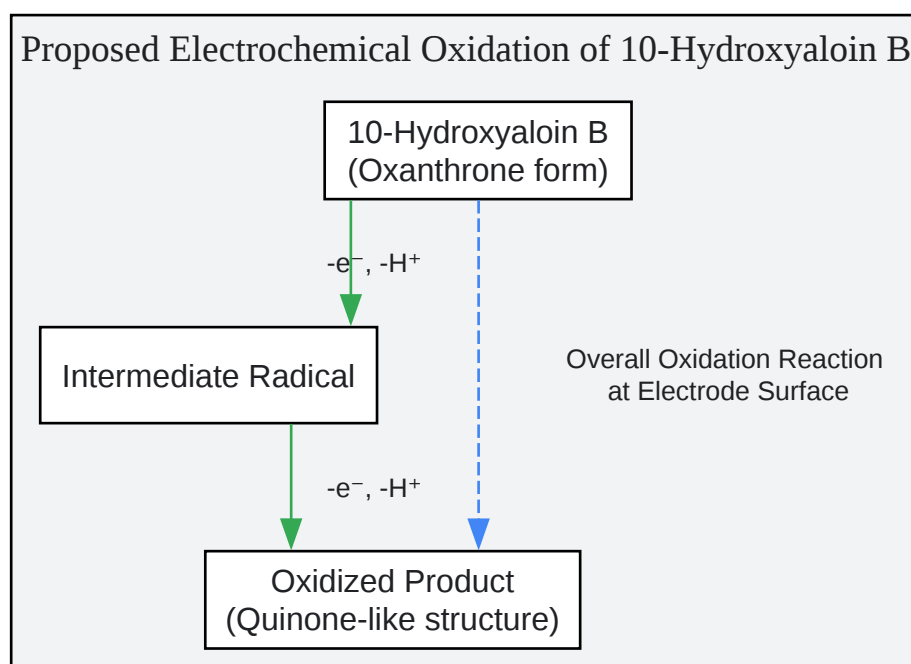 Proposed Electrochemical Oxidation of 10-Hydroxyaloin B
10-Hydroxyaloin B
(Oxanthrone form)
-e⁻, -H⁺
Intermediate Radical
Overall Oxidation Reaction
at Electrode Surface
-e⁻, -H⁺
Oxidized Product
(Quinone-like structure)